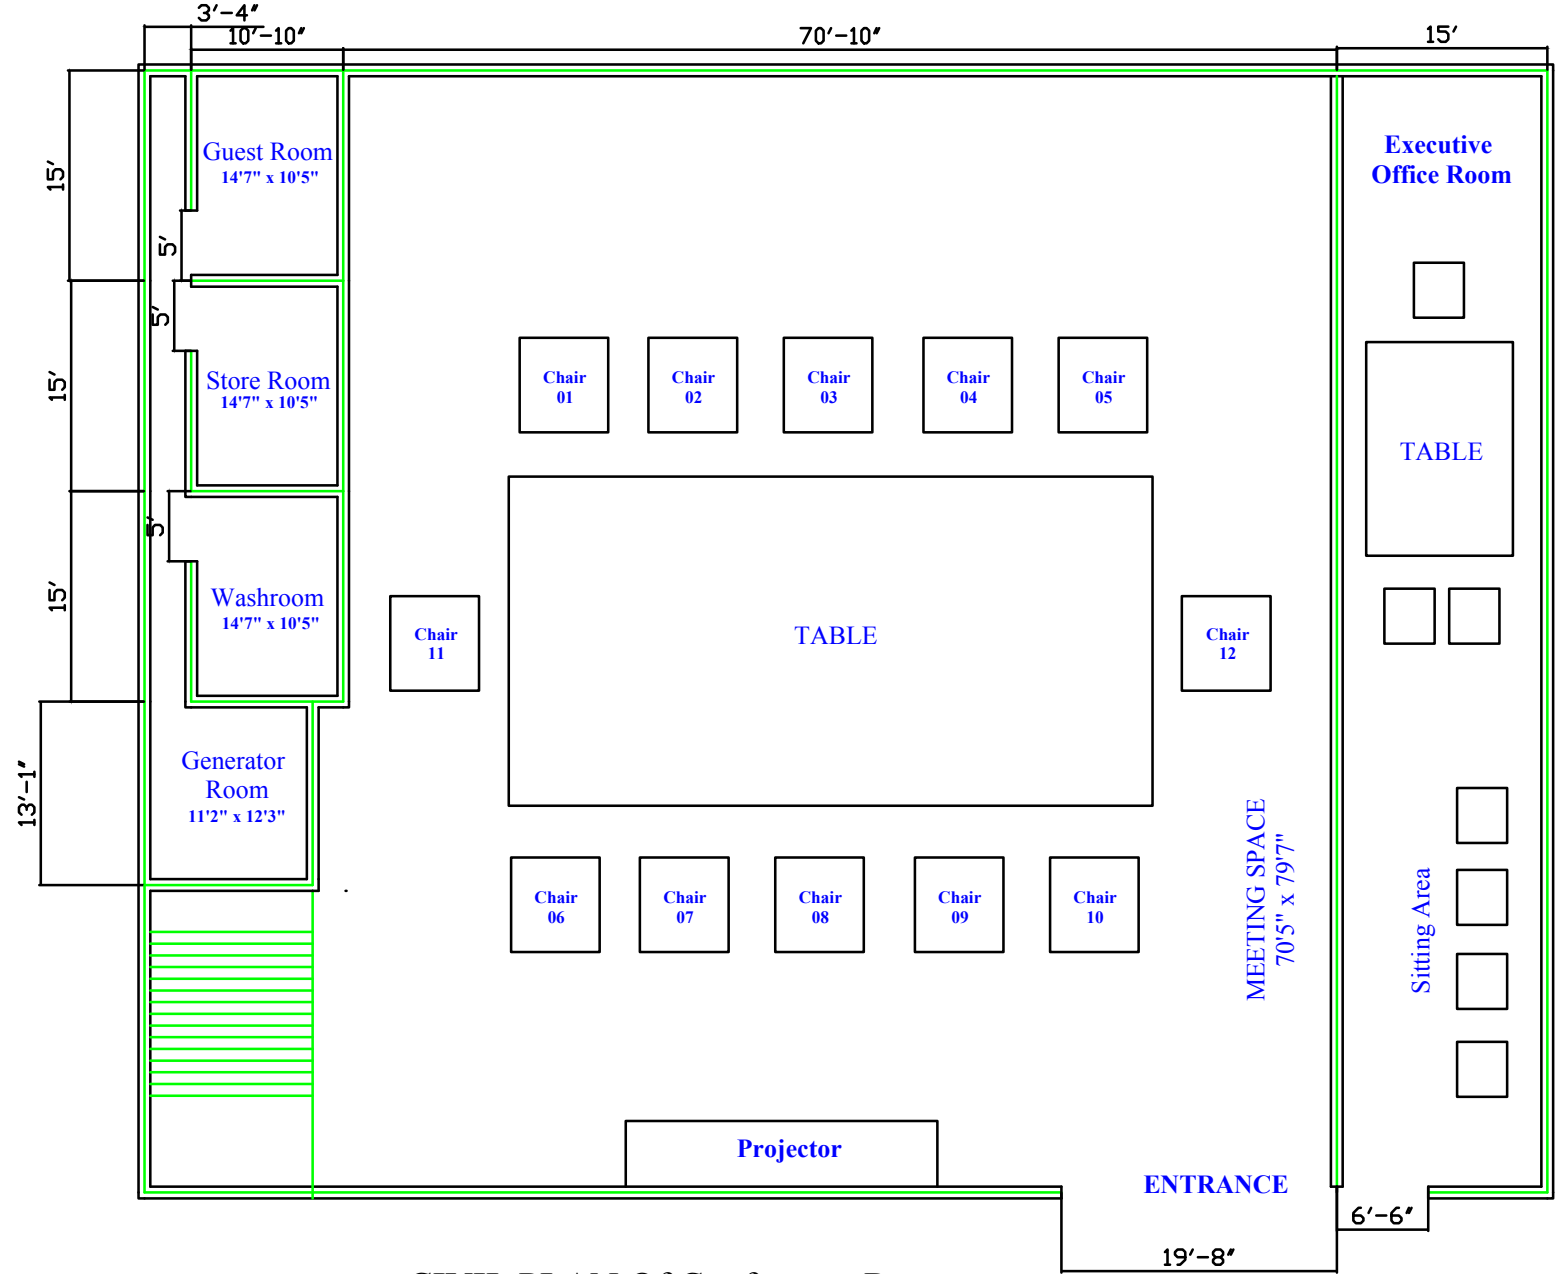 3'-4"
10'-10"
70'-10"
15'
15'
Guest Room
14'7" x 10'5"
5'
Executive
Office Room
5'
15'
Store Room
14'7" x 10'5"
Chair
01
Chair
02
Chair
03
Chair
04
Chair
05
TABLE
5'
15'
Washroom
14'7" x 10'5"
Chair
11
TABLE
Chair
12
13'-1"
Generator
Room
11'2" x 12'3"
Chair
06
Chair
07
Chair
08
Chair
09
Chair
10
MEETING SPACE
70'5" x 79'7"
Sitting Area
Projector
ENTRANCE
6'-6"
19'-8"